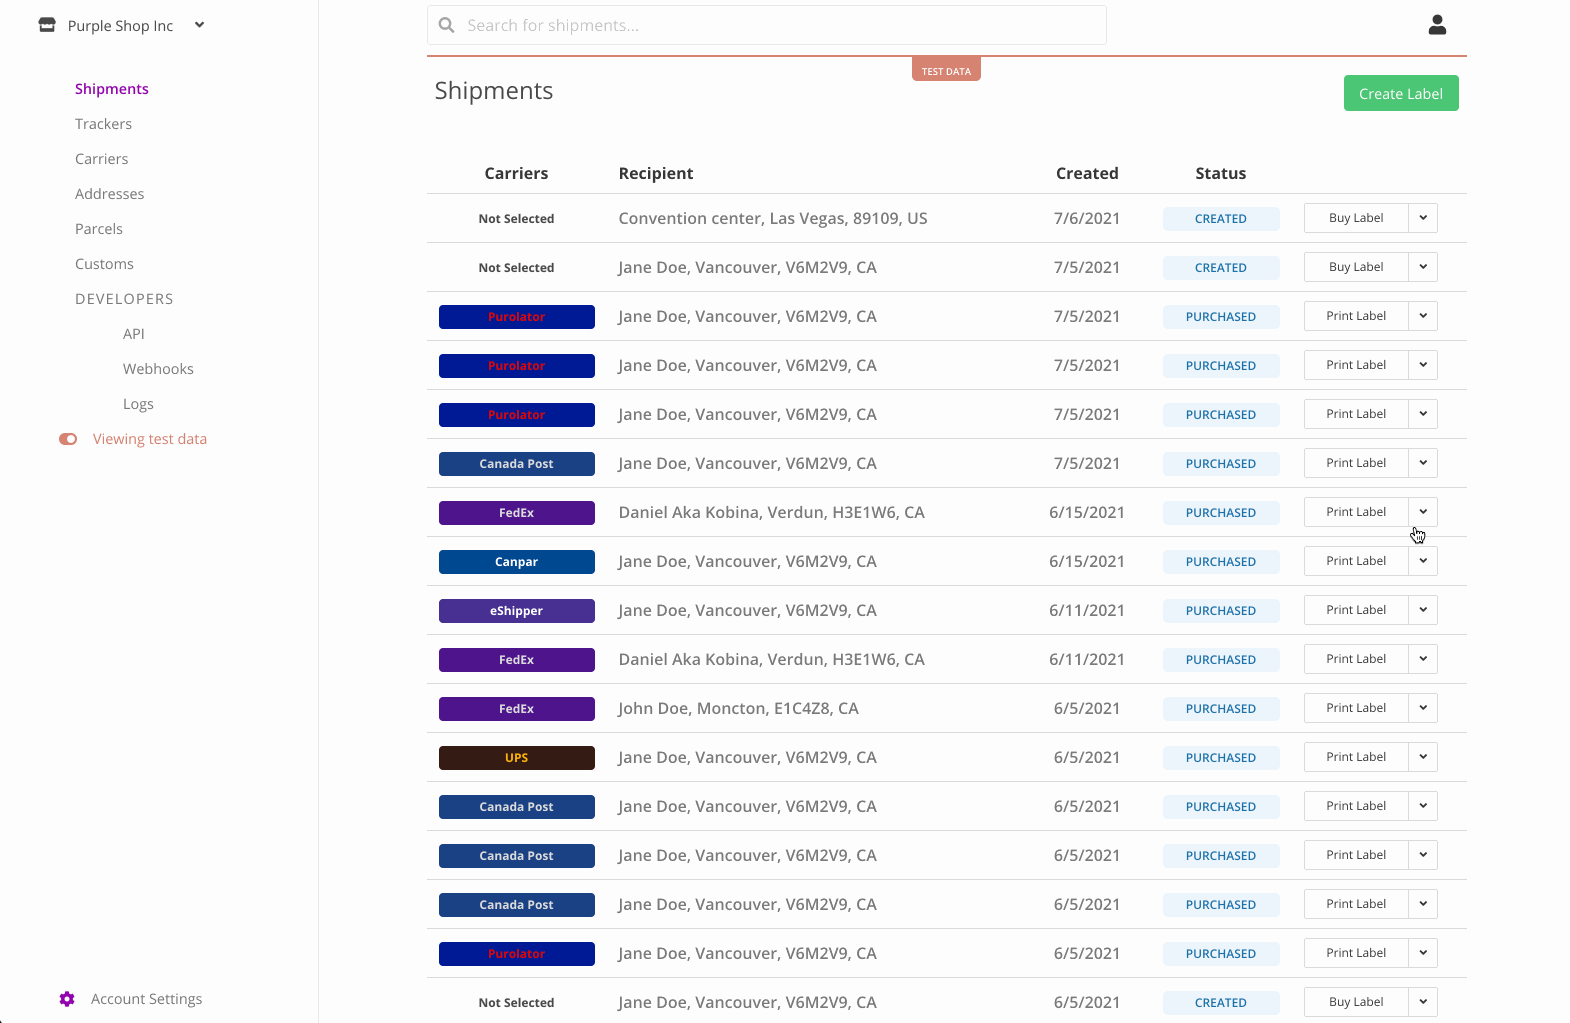 Purple Shop Inc
Search for shipments...
TEST DATA
Shipments
Create Label
Shipments
Trackers
Carriers
Addresses
Parcels
Customs
DEVELOPERS
API
Webhooks
Logs
Viewing test data
Account Settings
Carriers Recipient Created Status
Not Selected Convention center, Las Vegas, 89109, US 7/6/2021 CREATED Buy Label
Not Selected Jane Doe, Vancouver, V6M2V9, CA 7/5/2021 CREATED Buy Label
Purolator Jane Doe, Vancouver, V6M2V9, CA 7/5/2021 PURCHASED Print Label
Purolator Jane Doe, Vancouver, V6M2V9, CA 7/5/2021 PURCHASED Print Label
Purolator Jane Doe, Vancouver, V6M2V9, CA 7/5/2021 PURCHASED Print Label
Canada Post Jane Doe, Vancouver, V6M2V9, CA 7/5/2021 PURCHASED Print Label
FedEx Daniel Aka Kobina, Verdun, H3E1W6, CA 6/15/2021 PURCHASED Print Label
Canpar Jane Doe, Vancouver, V6M2V9, CA 6/15/2021 PURCHASED Print Label
eShipper Jane Doe, Vancouver, V6M2V9, CA 6/11/2021 PURCHASED Print Label
FedEx Daniel Aka Kobina, Verdun, H3E1W6, CA 6/11/2021 PURCHASED Print Label
FedEx John Doe, Moncton, E1C4Z8, CA 6/5/2021 PURCHASED Print Label
UPS Jane Doe, Vancouver, V6M2V9, CA 6/5/2021 PURCHASED Print Label
Canada Post Jane Doe, Vancouver, V6M2V9, CA 6/5/2021 PURCHASED Print Label
Canada Post Jane Doe, Vancouver, V6M2V9, CA 6/5/2021 PURCHASED Print Label
Canada Post Jane Doe, Vancouver, V6M2V9, CA 6/5/2021 PURCHASED Print Label
Purolator Jane Doe, Vancouver, V6M2V9, CA 6/5/2021 PURCHASED Print Label
Not Selected Jane Doe, Vancouver, V6M2V9, CA 6/5/2021 CREATED Buy Label